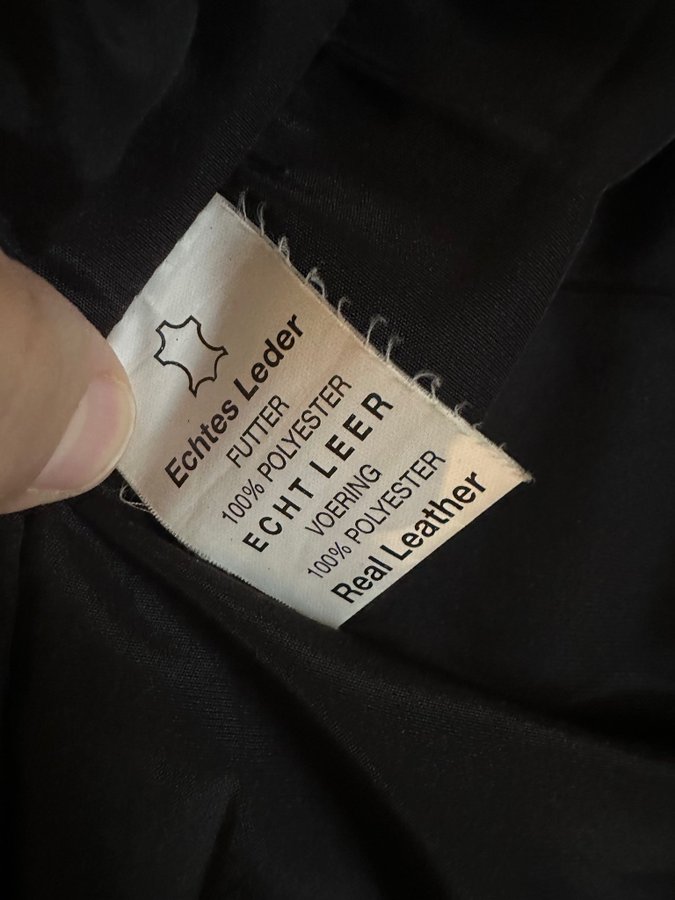 Echtes Leder
FUTTER
100% POLYESTER
ECHT LEER
VOERING
100% POLYESTER
Real Leather